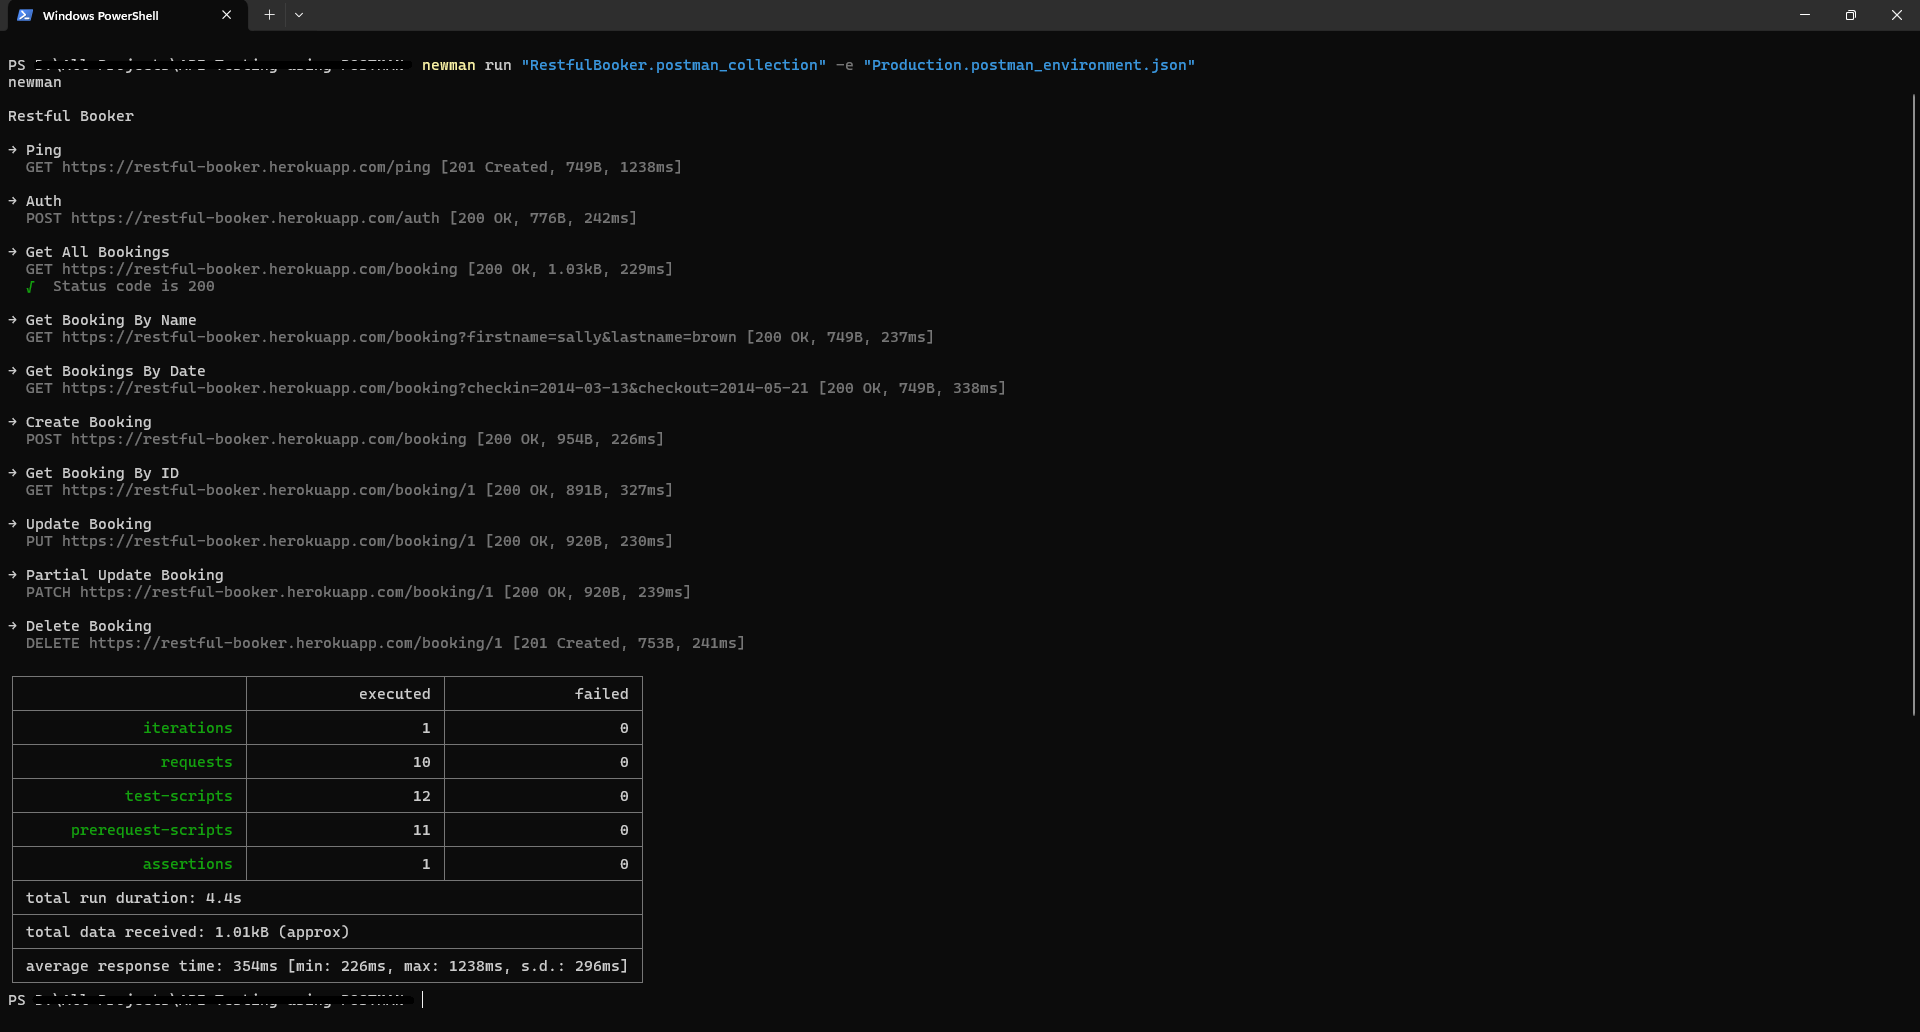 Windows PowerShell
PS newman run "RestfulBooker.postman_collection" -e "Production.postman_environment.json"
newman
Restful Booker
→ Ping
GET https://restful-booker.herokuapp.com/ping [201 Created, 749B, 1238ms]
→ Auth
POST https://restful-booker.herokuapp.com/auth [200 OK, 776B, 242ms]
→ Get All Bookings
GET https://restful-booker.herokuapp.com/booking [200 OK, 1.03kB, 229ms]
√ Status code is 200
→ Get Booking By Name
GET https://restful-booker.herokuapp.com/booking?firstname=sally&lastname=brown [200 OK, 749B, 237ms]
→ Get Bookings By Date
GET https://restful-booker.herokuapp.com/booking?checkin=2014-03-13&checkout=2014-05-21 [200 OK, 749B, 338ms]
→ Create Booking
POST https://restful-booker.herokuapp.com/booking [200 OK, 954B, 226ms]
→ Get Booking By ID
GET https://restful-booker.herokuapp.com/booking/1 [200 OK, 891B, 327ms]
→ Update Booking
PUT https://restful-booker.herokuapp.com/booking/1 [200 OK, 920B, 230ms]
→ Partial Update Booking
PATCH https://restful-booker.herokuapp.com/booking/1 [200 OK, 920B, 239ms]
→ Delete Booking
DELETE https://restful-booker.herokuapp.com/booking/1 [201 Created, 753B, 241ms]
executed failed
iterations 1 0
requests 10 0
test-scripts 12 0
prerequest-scripts 11 0
assertions 1 0
total run duration: 4.4s
total data received: 1.01kB (approx)
average response time: 354ms [min: 226ms, max: 1238ms, s.d.: 296ms]
PS